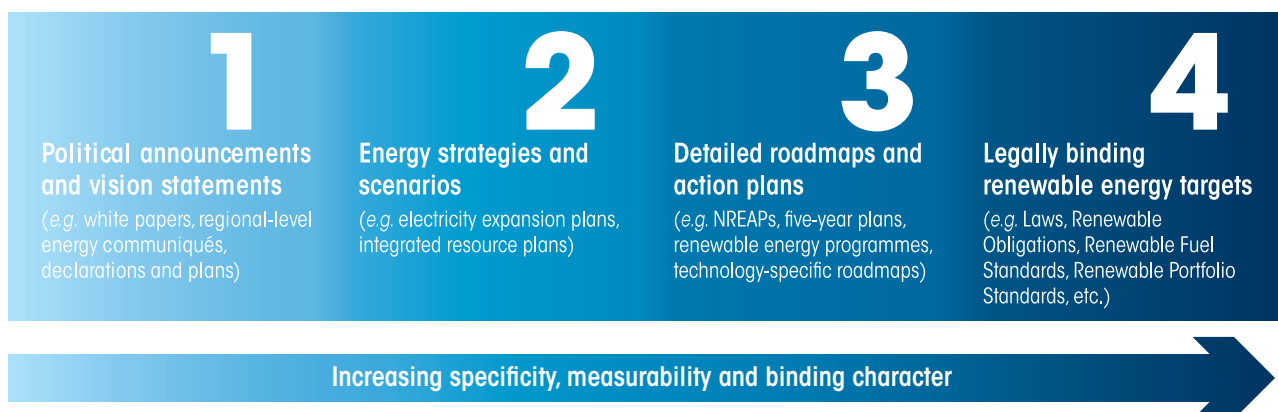 1
Political announcements
and vision statements
(e.g. white papers, regional-level
energy communiqués,
declarations and plans)
2
Energy strategies and
scenarios
(e.g. electricity expansion plans,
integrated resource plans)
3
Detailed roadmaps and
action plans
(e.g. NREAPs, five-year plans,
renewable energy programmes,
technology-specific roadmaps)
4
Legally binding
renewable energy targets
(e.g. Laws, Renewable
Obligations, Renewable Fuel
Standards, Renewable Portfolio
Standards, etc.)
Increasing specificity, measurability and binding character